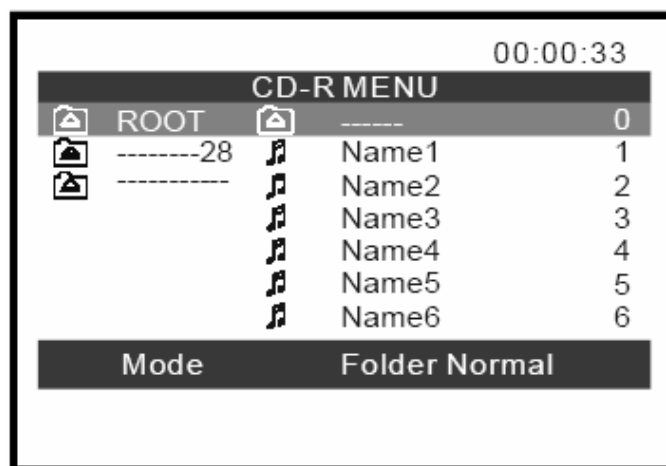 00:00:33
CD-R MENU
ROOT ------ 0
--------28 Name1 1
----------- Name2 2
Name3 3
Name4 4
Name5 5
Name6 6
Mode Folder Normal